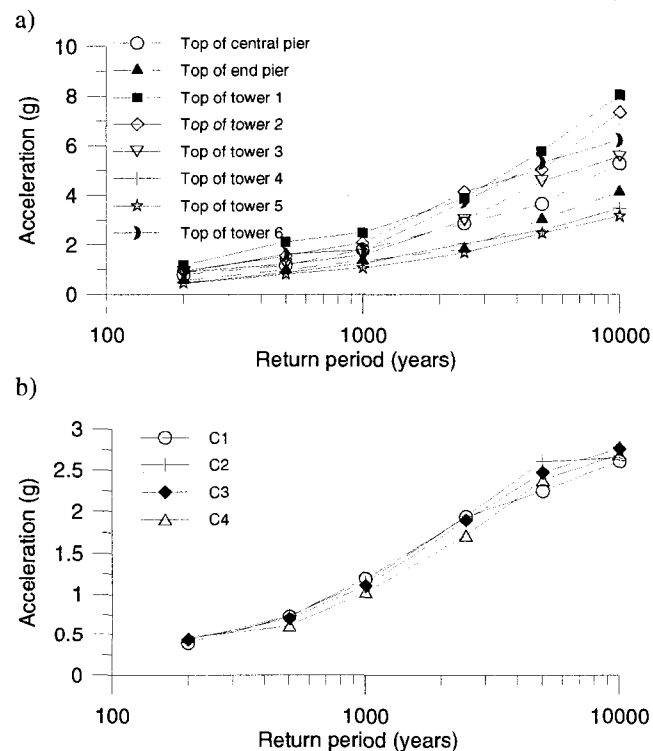 a)
10
8
6
4
2
0
Acceleration (g)
Top of central pier
Top of end pier
Top of tower 1
Top of tower 2
Top of tower 3
Top of tower 4
Top of tower 5
Top of tower 6
100
1000
10000
Return period (years)
b)
3
2.5
2
1.5
1
0.5
0
Acceleration (g)
C1
C2
C3
C4
100
1000
10000
Return period (years)